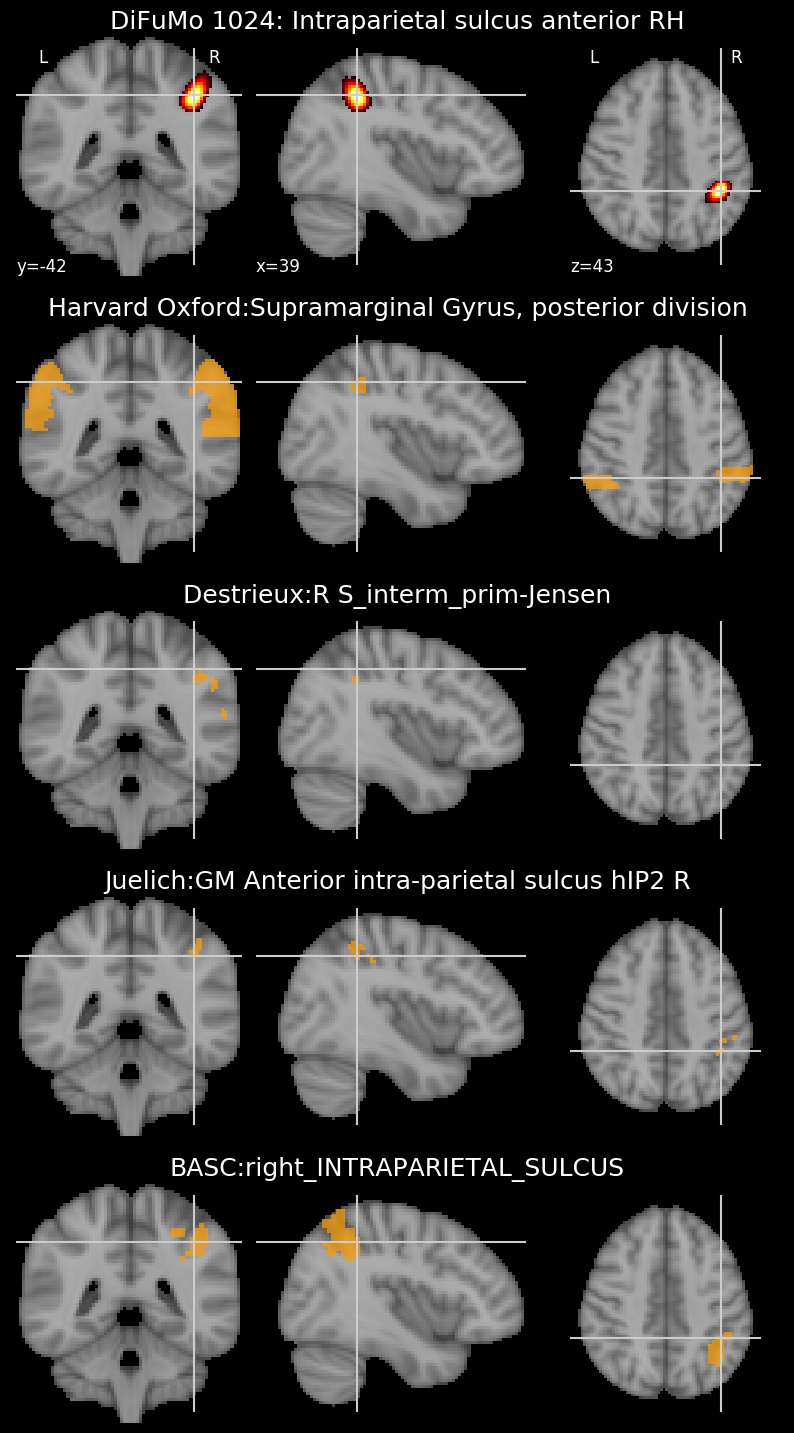 DiFuMo 1024: Intraparietal sulcus anterior RH
L R L R
y=-42 x=39 z=43
Harvard Oxford:Supramarginal Gyrus, posterior division
Destrieux:R S_interm_prim-Jensen
Juelich:GM Anterior intra-parietal sulcus hIP2 R
BASC:right_INTRAPARIETAL_SULCUS